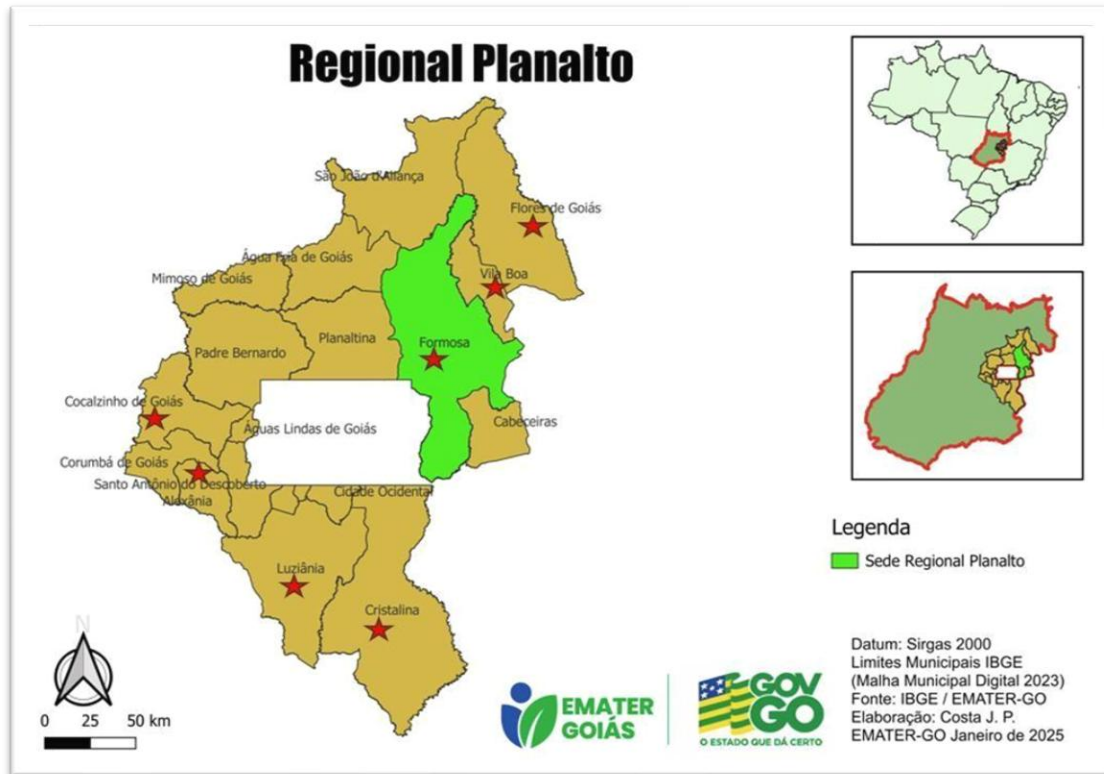 Regional Planalto
São João d'Aliança
Flores de Goiás
Água Fria de Goiás
Mimoso de Goiás
Vila Boa
Planaltina
Formosa
Padre Bernardo
Cocalzinho de Goiás
Águas Lindas de Goiás
Cabeceiras
Corumbá de Goiás
Santo Antônio do Descoberto
Cidade Ocidental
Alexânia
Luziânia
Cristalina
Legenda
Sede Regional Planalto
N
0 25 50 km
EMATER
GOIÁS
GOV
GO
O ESTADO QUE DÁ CERTO
Datum: Sirgas 2000
Limites Municipais IBGE
(Malha Municipal Digital 2023)
Fonte: IBGE / EMATER-GO
Elaboração: Costa J. P.
EMATER-GO Janeiro de 2025